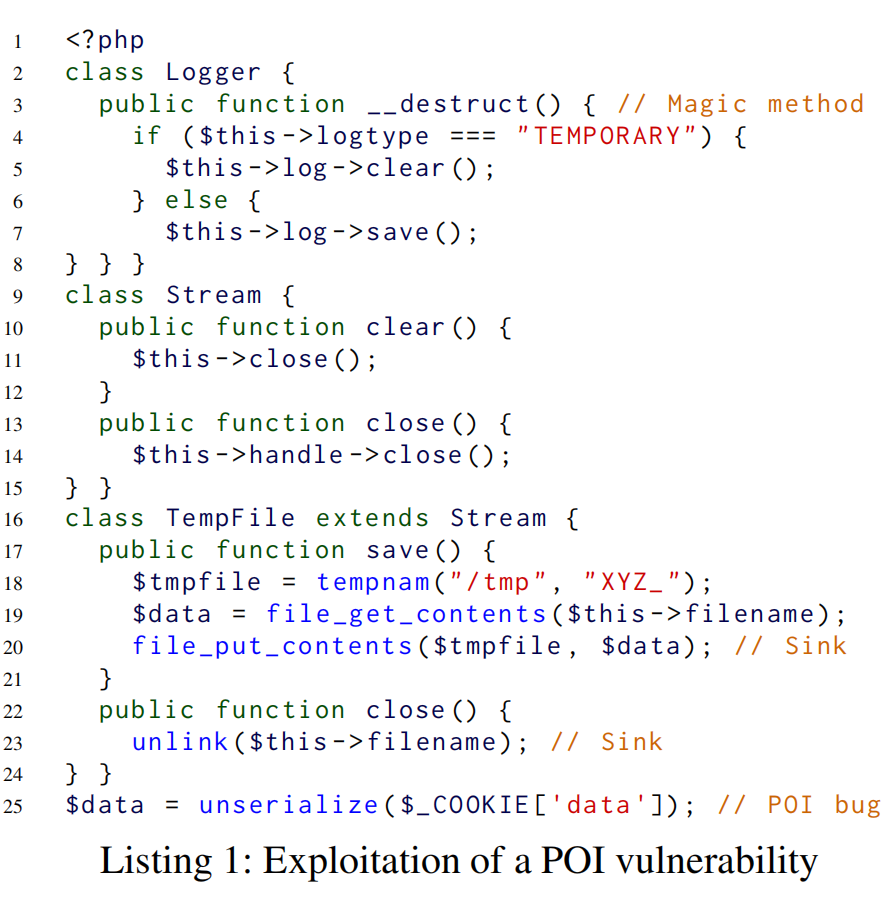 1 <?php
2 class Logger {
3   public function __destruct() { // Magic method
4     if ($this->logtype === "TEMPORARY") {
5       $this->log->clear();
6     } else {
7       $this->log->save();
8 } } }
9 class Stream {
10   public function clear() {
11     $this->close();
12   }
13   public function close() {
14     $this->handle->close();
15 } }
16 class TempFile extends Stream {
17   public function save() {
18     $tmpfile = tempnam("/tmp", "XYZ_");
19     $data = file_get_contents($this->filename);
20     file_put_contents($tmpfile, $data); // Sink
21   }
22   public function close() {
23     unlink($this->filename); // Sink
24 } }
25 $data = unserialize($_COOKIE['data']); // POI bug
Listing 1: Exploitation of a POI vulnerability